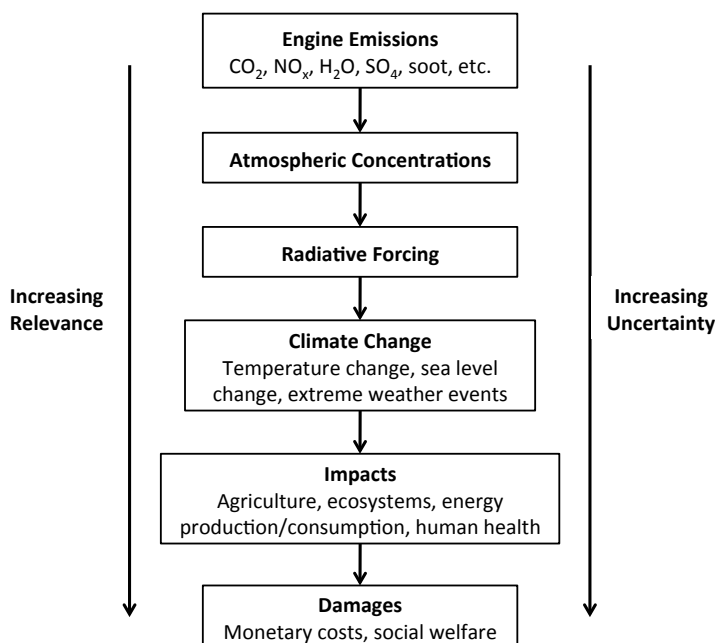 Engine Emissions
CO₂, NOₓ, H₂O, SO₄, soot, etc.
Atmospheric Concentrations
Radiative Forcing
Increasing
Relevance
Increasing
Uncertainty
Climate Change
Temperature change, sea level
change, extreme weather events
Impacts
Agriculture, ecosystems, energy
production/consumption, human health
Damages
Monetary costs, social welfare